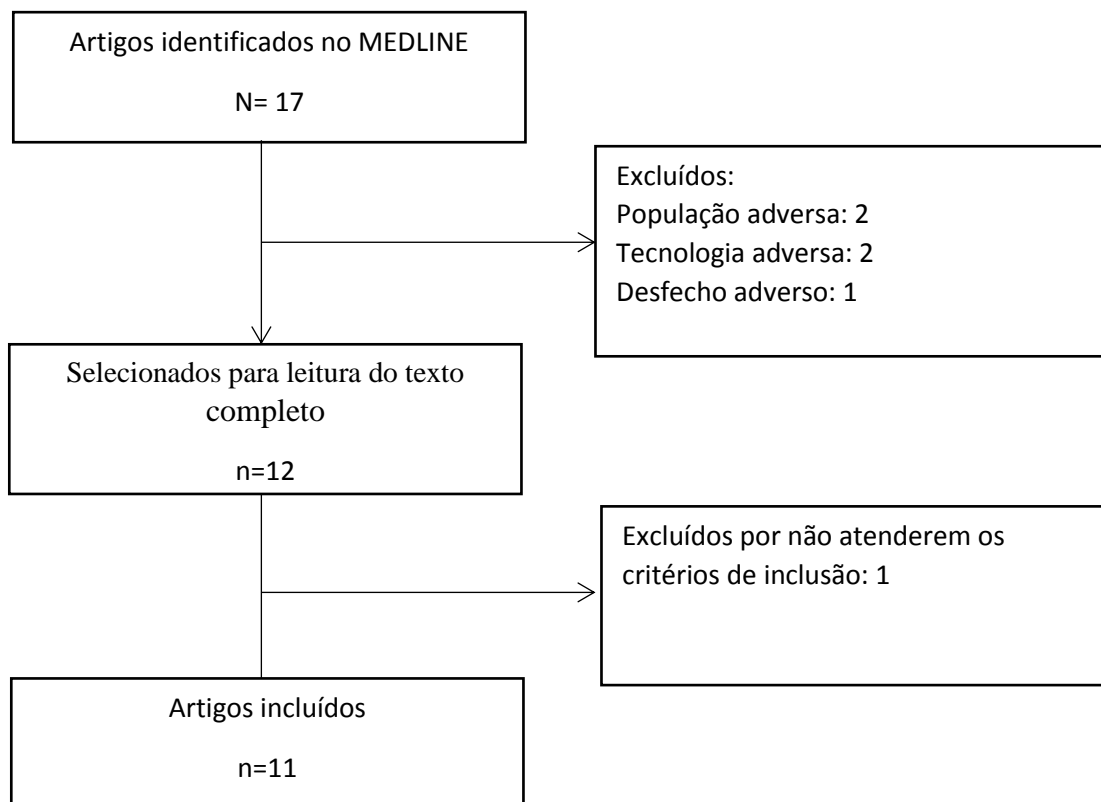 Artigos identificados no MEDLINE
N= 17
Excluídos:
População adversa: 2
Tecnologia adversa: 2
Desfecho adverso: 1
Selecionados para leitura do texto
completo
n=12
Excluídos por não atenderem os
critérios de inclusão: 1
Artigos incluídos
n=11